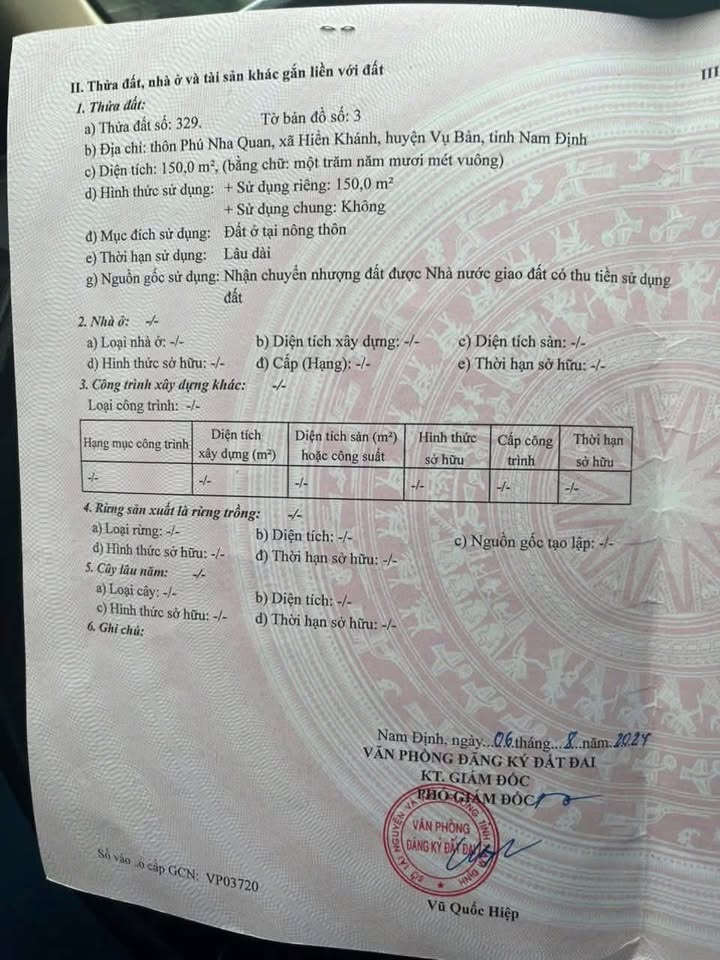 II. Thửa đất, nhà ở và tài sản khác gắn liền với đất
III
1. Thửa đất:
a) Thửa đất số: 329. Tờ bản đồ số: 3
b) Địa chỉ: thôn Phú Nha Quan, xã Hiển Khánh, huyện Vụ Bản, tỉnh Nam Định
c) Diện tích: 150,0 m², (bằng chữ: một trăm năm mươi mét vuông)
d) Hình thức sử dụng: + Sử dụng riêng: 150,0 m²
+ Sử dụng chung: Không
đ) Mục đích sử dụng: Đất ở tại nông thôn
e) Thời hạn sử dụng: Lâu dài
g) Nguồn gốc sử dụng: Nhận chuyển nhượng đất được Nhà nước giao đất có thu tiền sử dụng
đất
2. Nhà ở: -/-
a) Loại nhà ở: -/- b) Diện tích xây dựng: -/- c) Diện tích sàn: -/-
d) Hình thức sở hữu: -/- đ) Cấp (Hạng): -/- e) Thời hạn sở hữu: -/-
3. Công trình xây dựng khác: -/-
Loại công trình: -/-
Hạng mục công trình Diện tích xây dựng (m²) Diện tích sàn (m²) hoặc công suất Hình thức sở hữu Cấp công trình Thời hạn sở hữu
-/- -/- -/- -/- -/- -/-
4. Rừng sản xuất là rừng trồng: -/-
a) Loại rừng: -/- b) Diện tích: -/- c) Nguồn gốc tạo lập: -/-
d) Hình thức sở hữu: -/- đ) Thời hạn sở hữu: -/-
5. Cây lâu năm: -/-
a) Loại cây: -/- b) Diện tích: -/-
c) Hình thức sở hữu: -/- d) Thời hạn sở hữu: -/-
6. Ghi chú:
Nam Định, ngày...06.tháng...8..năm.2024
VĂN PHÒNG ĐĂNG KÝ ĐẤT ĐAI
KT. GIÁM ĐỐC
PHÓ GIÁM ĐỐC
VĂN PHÒNG
ĐĂNG KÝ ĐẤT ĐAI
Vũ Quốc Hiệp
Số vào sổ cấp GCN: VP03720